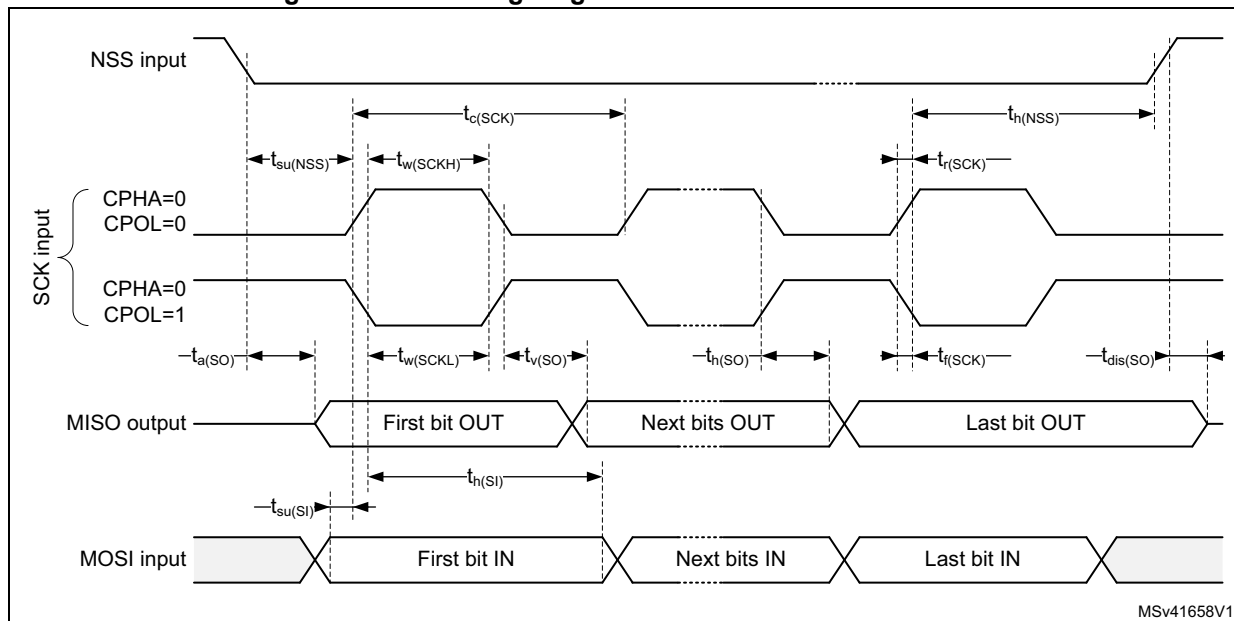 NSS input
tc(SCK)
th(NSS)
tsu(NSS)
tw(SCKH)
tr(SCK)
SCK input
CPHA=0
CPOL=0
CPHA=0
CPOL=1
ta(SO)
tw(SCKL)
tv(SO)
th(SO)
tf(SCK)
tdis(SO)
MISO output
First bit OUT
Next bits OUT
Last bit OUT
th(SI)
tsu(SI)
MOSI input
First bit IN
Next bits IN
Last bit IN
MSv41658V1